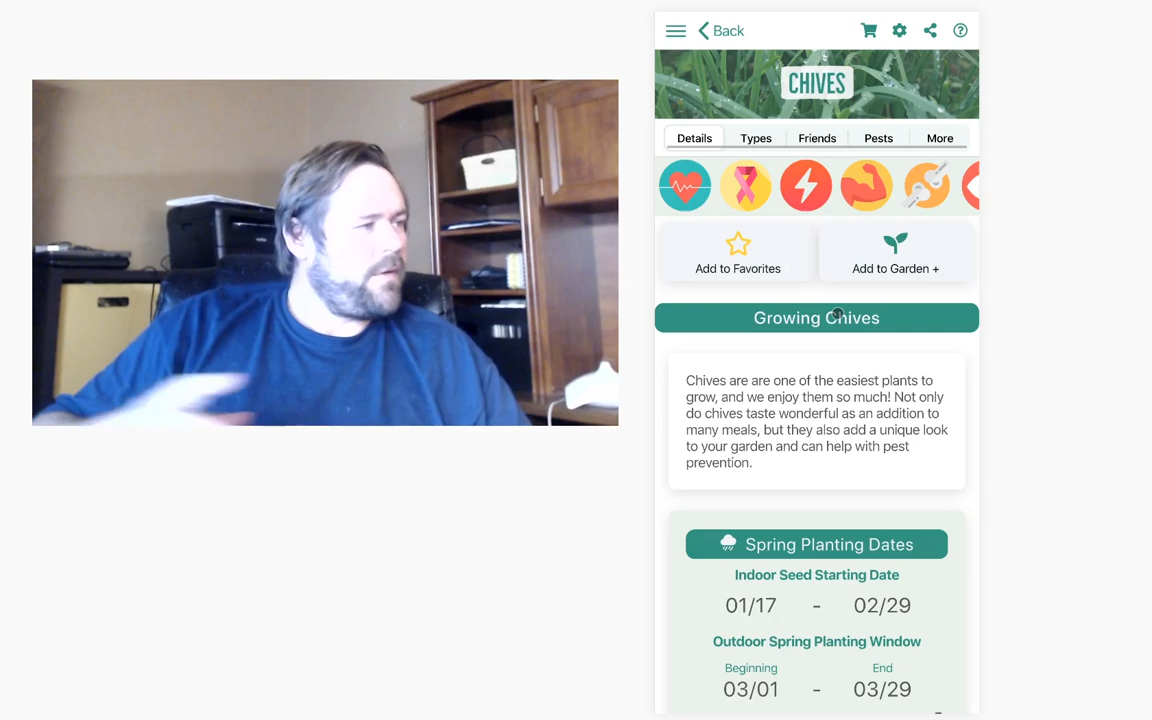 Back
CHIVES
Details Types Friends Pests More
Add to Favorites Add to Garden +
Growing Chives
Chives are are one of the easiest plants to
grow, and we enjoy them so much! Not only
do chives taste wonderful as an addition to
many meals, but they also add a unique look
to your garden and can help with pest
prevention.
Spring Planting Dates
Indoor Seed Starting Date
01/17 - 02/29
Outdoor Spring Planting Window
Beginning End
03/01 - 03/29